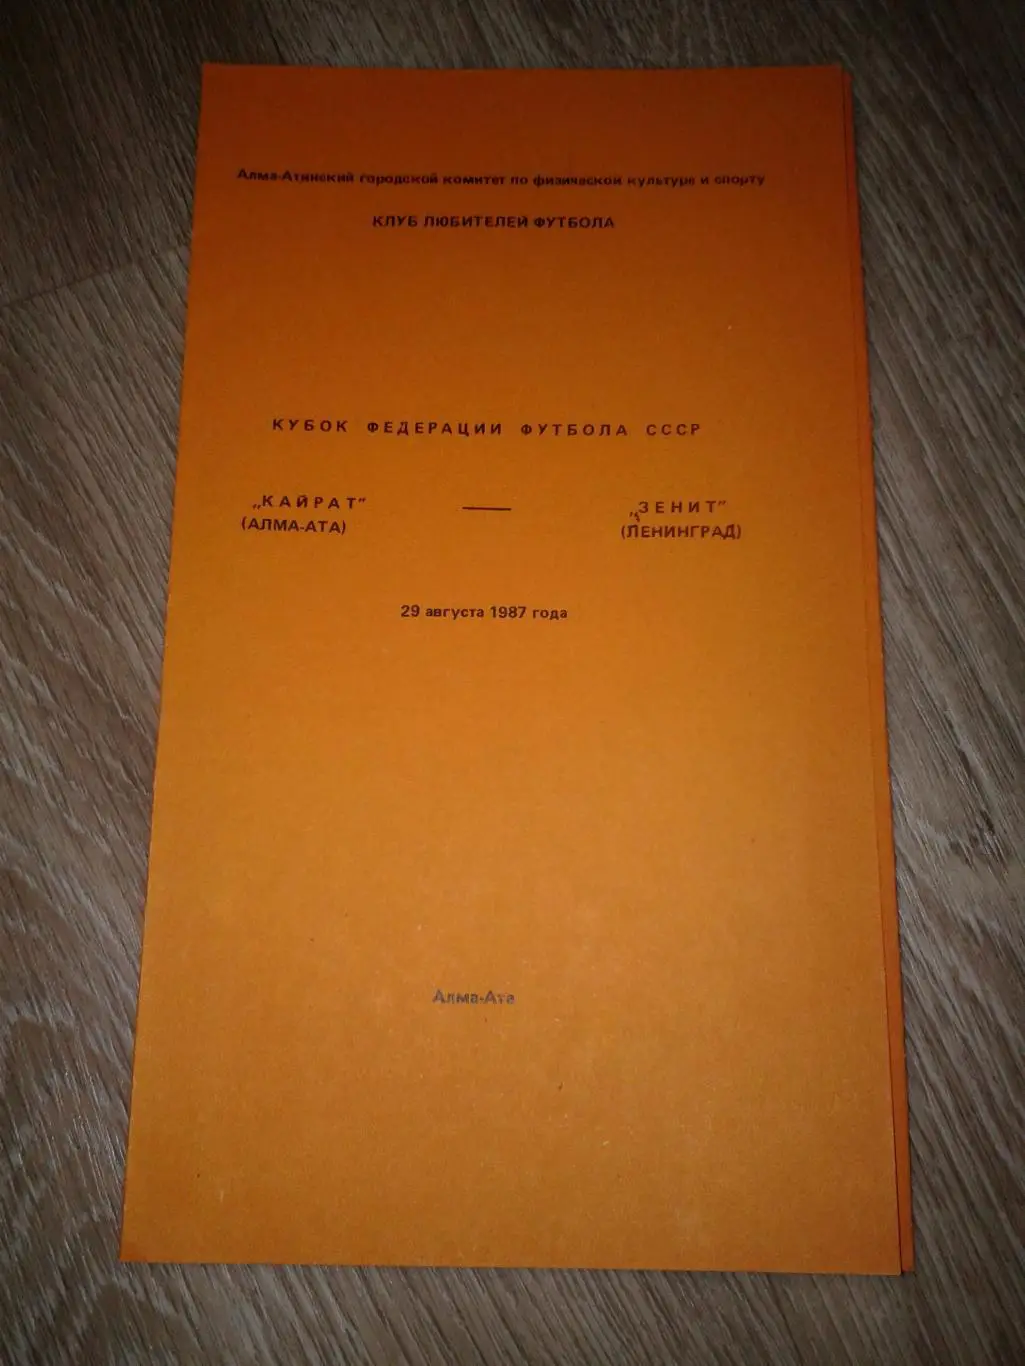 Алма-Атинский городской комитет по физической культуре и спорту
КЛУБ ЛЮБИТЕЛЕЙ ФУТБОЛА
КУБОК ФЕДЕРАЦИИ ФУТБОЛА СССР
„КАЙРАТ” — „ЗЕНИТ”
(АЛМА-АТА) (ЛЕНИНГРАД)
29 августа 1987 года
Алма-Ата